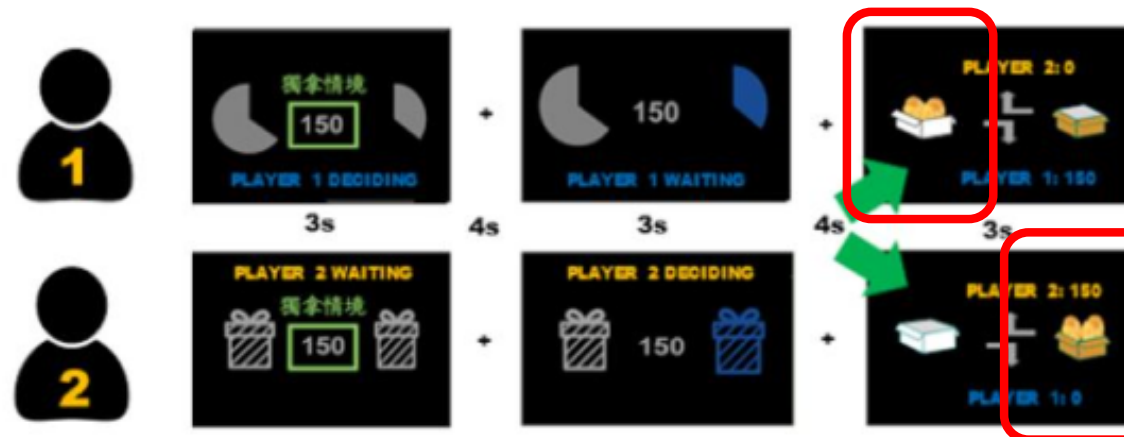 1
獨拿情境
150
PLAYER 1 DECIDING
+
150
PLAYER 1 WAITING
+
PLAYER 2: 0
PLAYER 1: 150
3s
4s
3s
4s
3s
2
PLAYER 2 WAITING
獨拿情境
150
+
PLAYER 2 DECIDING
150
+
PLAYER 2: 150
PLAYER 1: 0